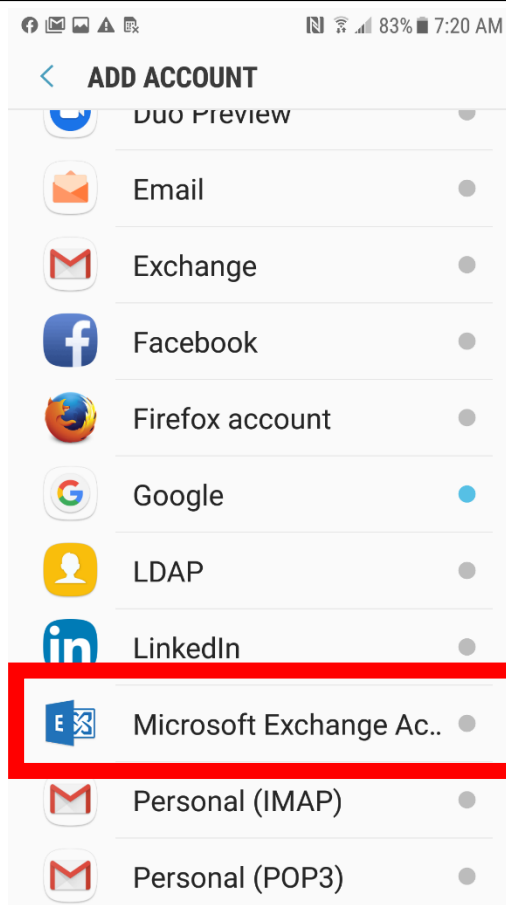 83% 7:20 AM
ADD ACCOUNT
Duo Preview
Email
Exchange
Facebook
Firefox account
Google
LDAP
LinkedIn
Microsoft Exchange Ac..
Personal (IMAP)
Personal (POP3)